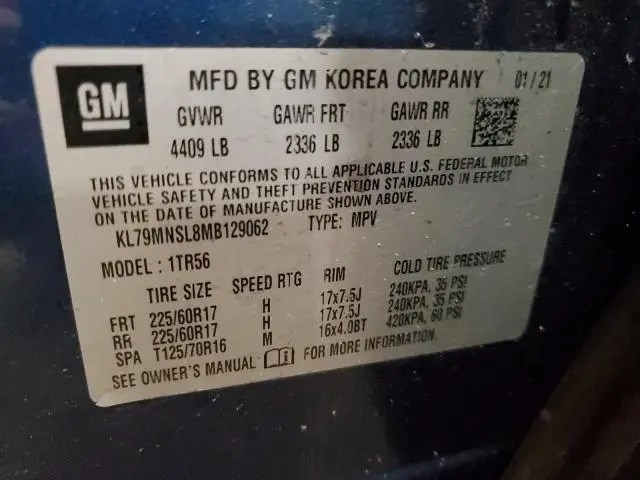 GM
MFD BY GM KOREA COMPANY 01/21
GVWR GAWR FRT GAWR RR
4409 LB 2336 LB 2336 LB
THIS VEHICLE CONFORMS TO ALL APPLICABLE U.S. FEDERAL MOTOR
VEHICLE SAFETY AND THEFT PREVENTION STANDARDS IN EFFECT
ON THE DATE OF MANUFACTURE SHOWN ABOVE.
KL79MNSL8MB129062 TYPE: MPV
MODEL: 1TR56
TIRE SIZE SPEED RTG RIM COLD TIRE PRESSURE
FRT 225/60R17 H 17x7.5J 240KPA, 35 PSI
RR 225/60R17 H 17x7.5J 240KPA, 35 PSI
SPA T125/70R16 M 16x4.0BT 420KPA, 60 PSI
SEE OWNER'S MANUAL FOR MORE INFORMATION.